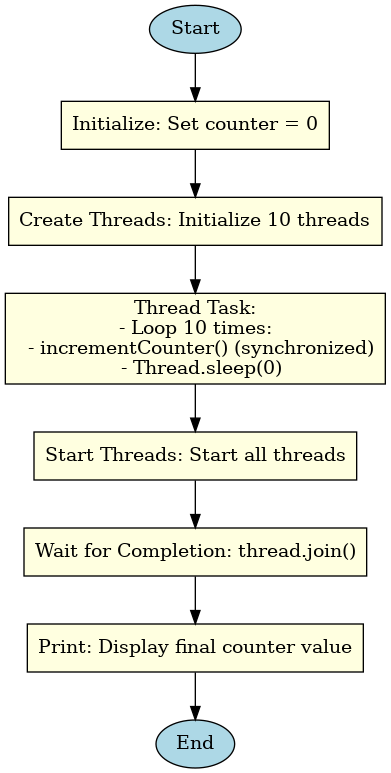 Start
Initialize: Set counter = 0
Create Threads: Initialize 10 threads
Thread Task:
- Loop 10 times:
- incrementCounter() (synchronized)
- Thread.sleep(0)
Start Threads: Start all threads
Wait for Completion: thread.join()
Print: Display final counter value
End